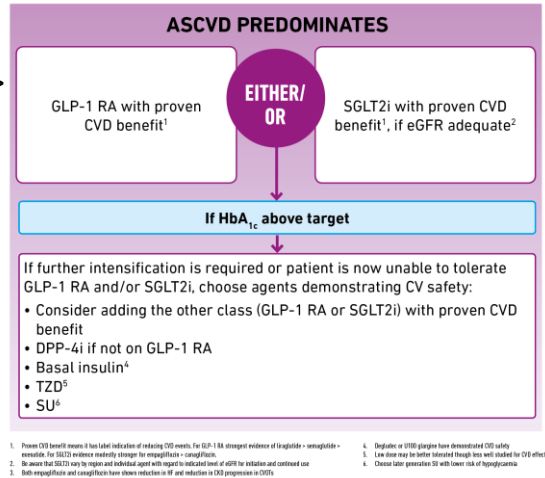 ASCVD PREDOMINATES
GLP-1 RA with proven
CVD benefit¹
EITHER/
OR
SGLT2i with proven CVD
benefit¹, if eGFR adequate²
If HbA₁c above target
If further intensification is required or patient is now unable to tolerate
GLP-1 RA and/or SGLT2i, choose agents demonstrating CV safety:
• Consider adding the other class (GLP-1 RA or SGLT2i) with proven CVD
benefit
• DPP-4i if not on GLP-1 RA
• Basal insulin⁴
• TZD⁵
• SU⁶
1. Proven CVD benefit means it has label indication of reducing CVD events. For GLP-1 RA strongest evidence of liraglutide > semaglutide >
exenatide. For SGLT2i evidence modestly stronger for empagliflozin > canagliflozin.
2. Be aware that SGLT2i vary by region and individual agent with regard to indicated level of eGFR for initiation and continued use
3. Both empagliflozin and canagliflozin have shown reduction in HF and reduction in CKD progression in CVOTs
4. Degludec or U100 glargine have demonstrated CVD safety
5. Low dose may be better tolerated though less well studied for CVD effect
6. Choose later generation SU with lower risk of hypoglycaemia